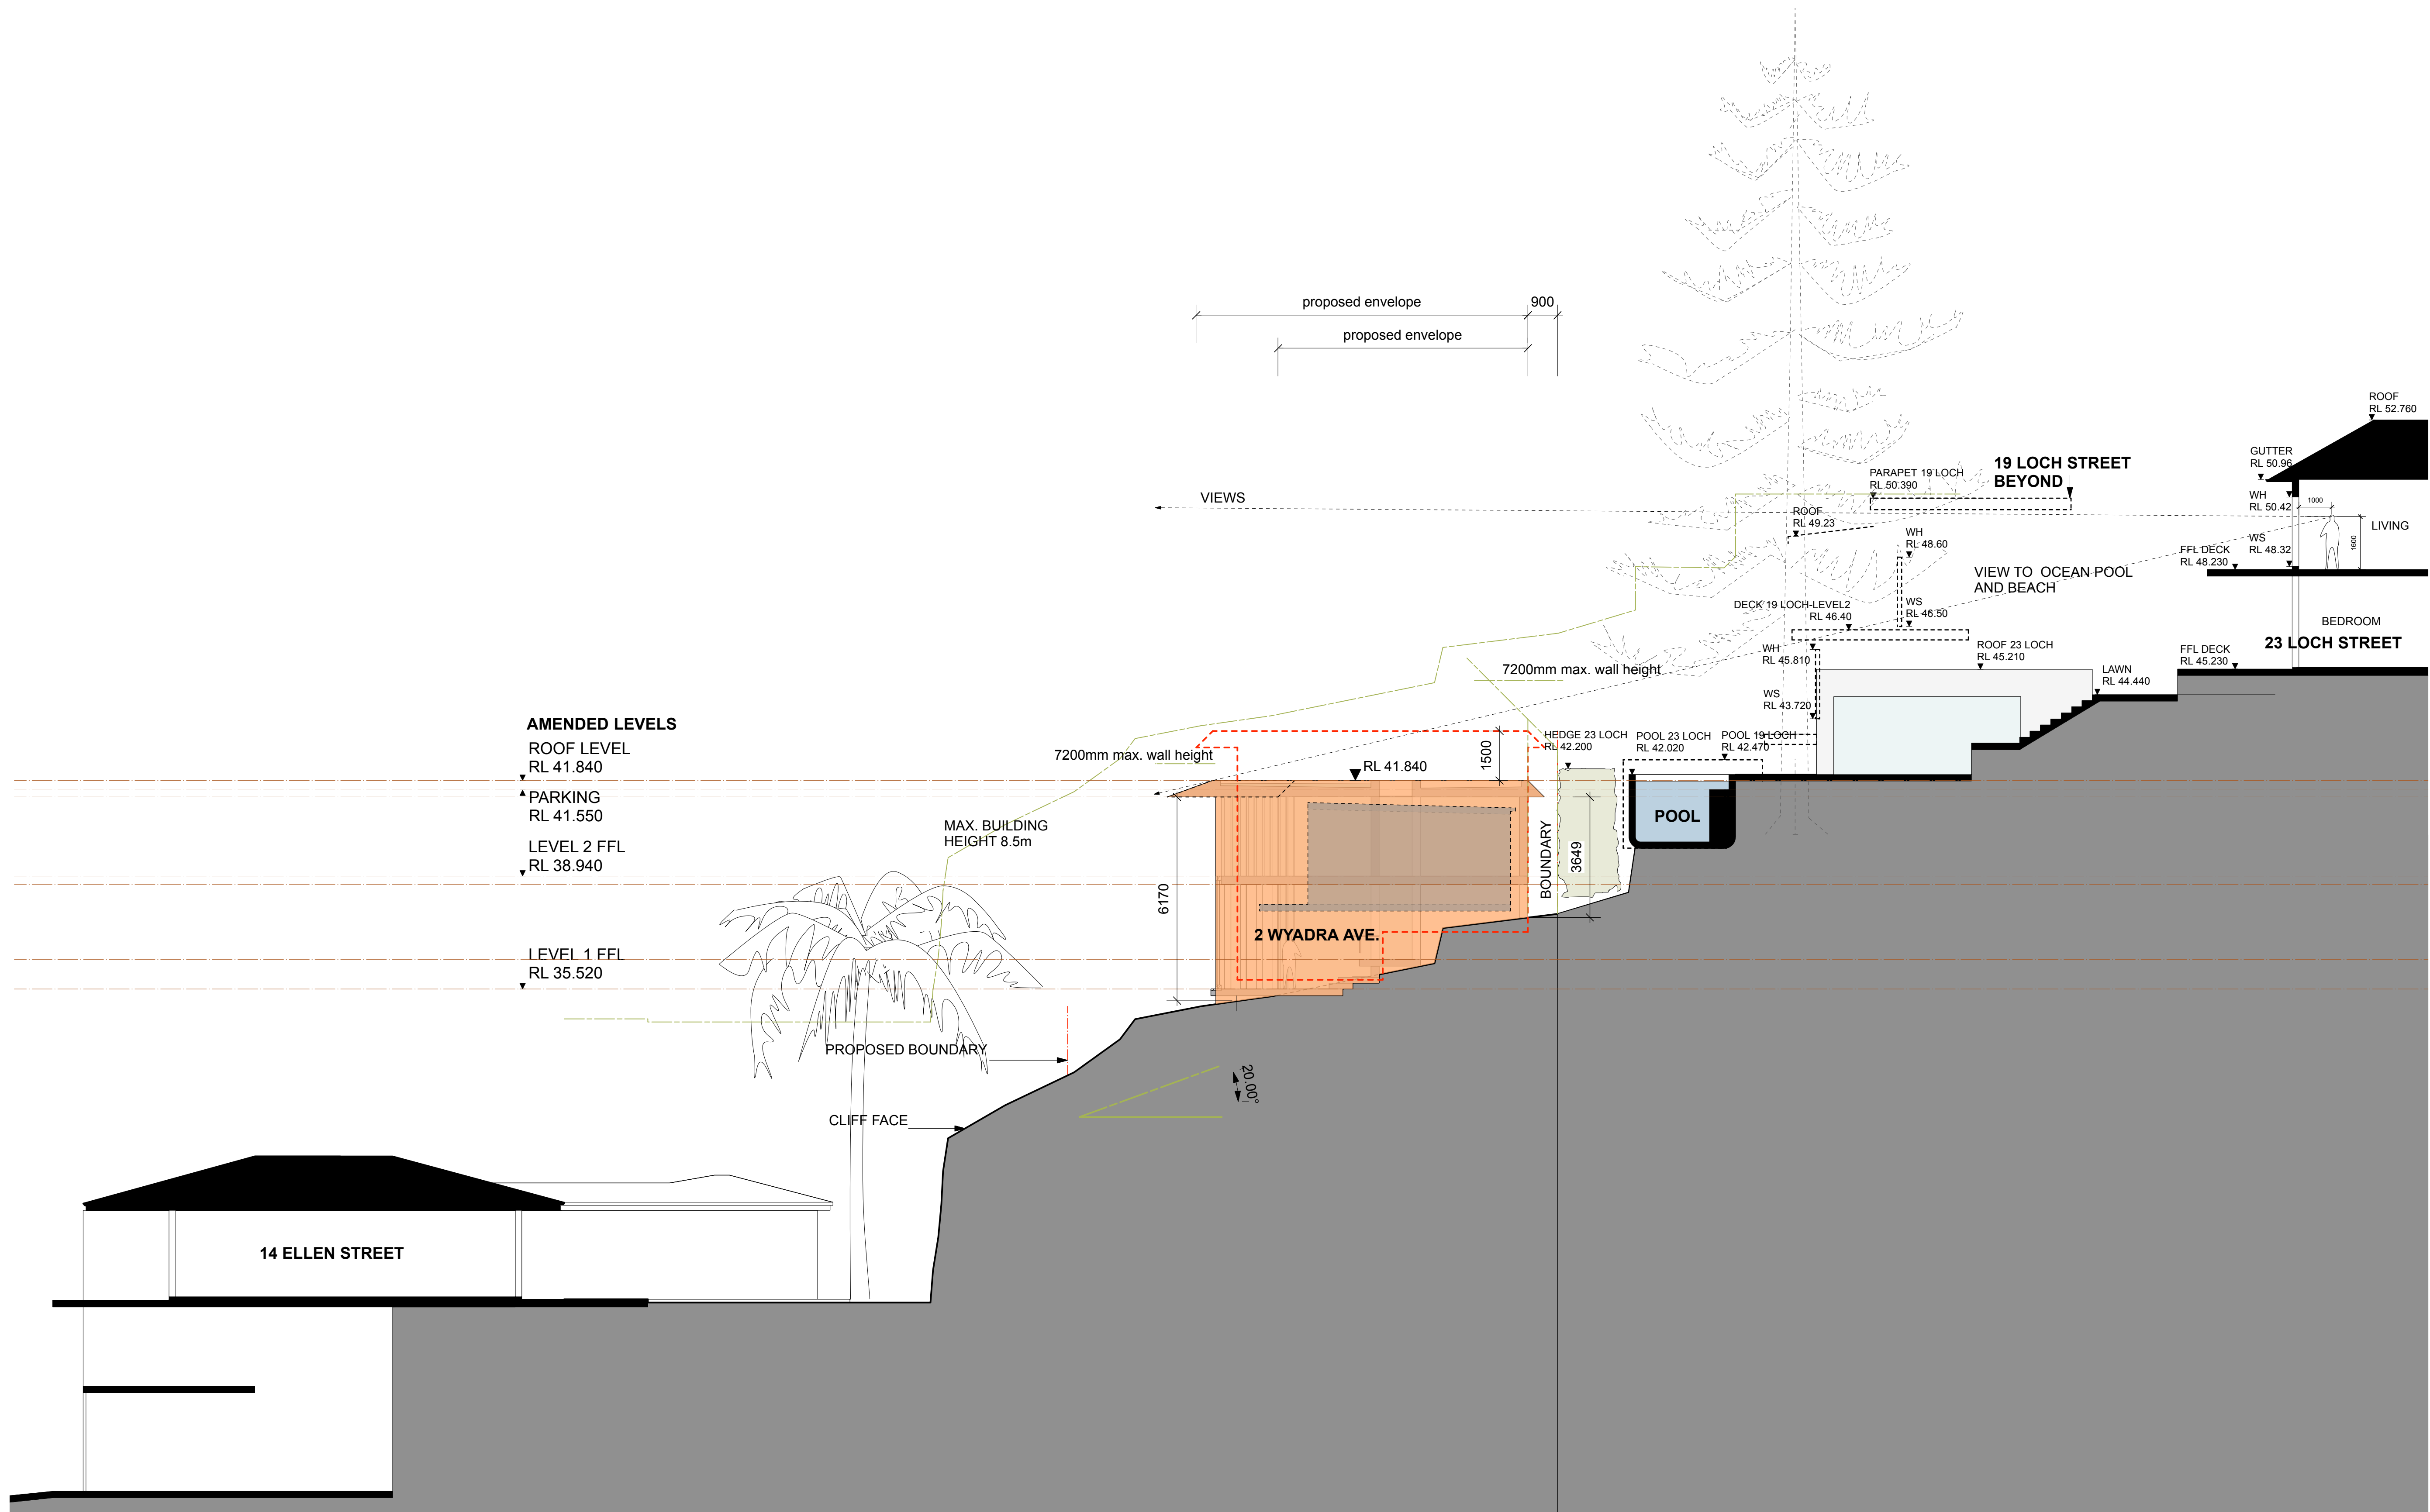 proposed envelope
900
proposed envelope
ROOF
RL 52.760
GUTTER
RL 50.96
19 LOCH STREET
BEYOND
PARAPET 19 LOCH
RL 50.390
VIEWS
WH
RL 50.42
1000
LIVING
1600
ROOF
RL 49.23
WH
RL 48.60
WS
RL 48.32
FFL DECK
RL 48.230
VIEW TO OCEAN POOL
AND BEACH
DECK 19 LOCH-LEVEL2
RL 46.40
WS
RL 46.50
BEDROOM
23 LOCH STREET
WH
RL 45.810
ROOF 23 LOCH
RL 45.210
FFL DECK
RL 45.230
7200mm max. wall height
LAWN
RL 44.440
WS
RL 43.720
AMENDED LEVELS
ROOF LEVEL
RL 41.840
PARKING
RL 41.550
LEVEL 2 FFL
RL 38.940
LEVEL 1 FFL
RL 35.520
7200mm max. wall height
1500
HEDGE 23 LOCH
RL 42.200
POOL 23 LOCH
RL 42.020
POOL 19 LOCH
RL 42.470
RL 41.840
POOL
MAX. BUILDING
HEIGHT 8.5m
BOUNDARY
3649
6170
2 WYADRA AVE.
PROPOSED BOUNDARY
20.00°
CLIFF FACE
14 ELLEN STREET